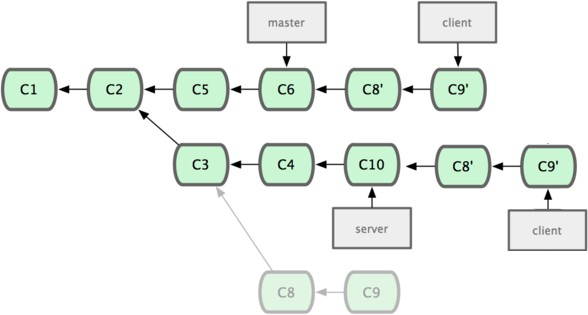 master
client
C1
C2
C5
C6
C8'
C9'
C3
C4
C10
C8'
C9'
server
client
C8
C9